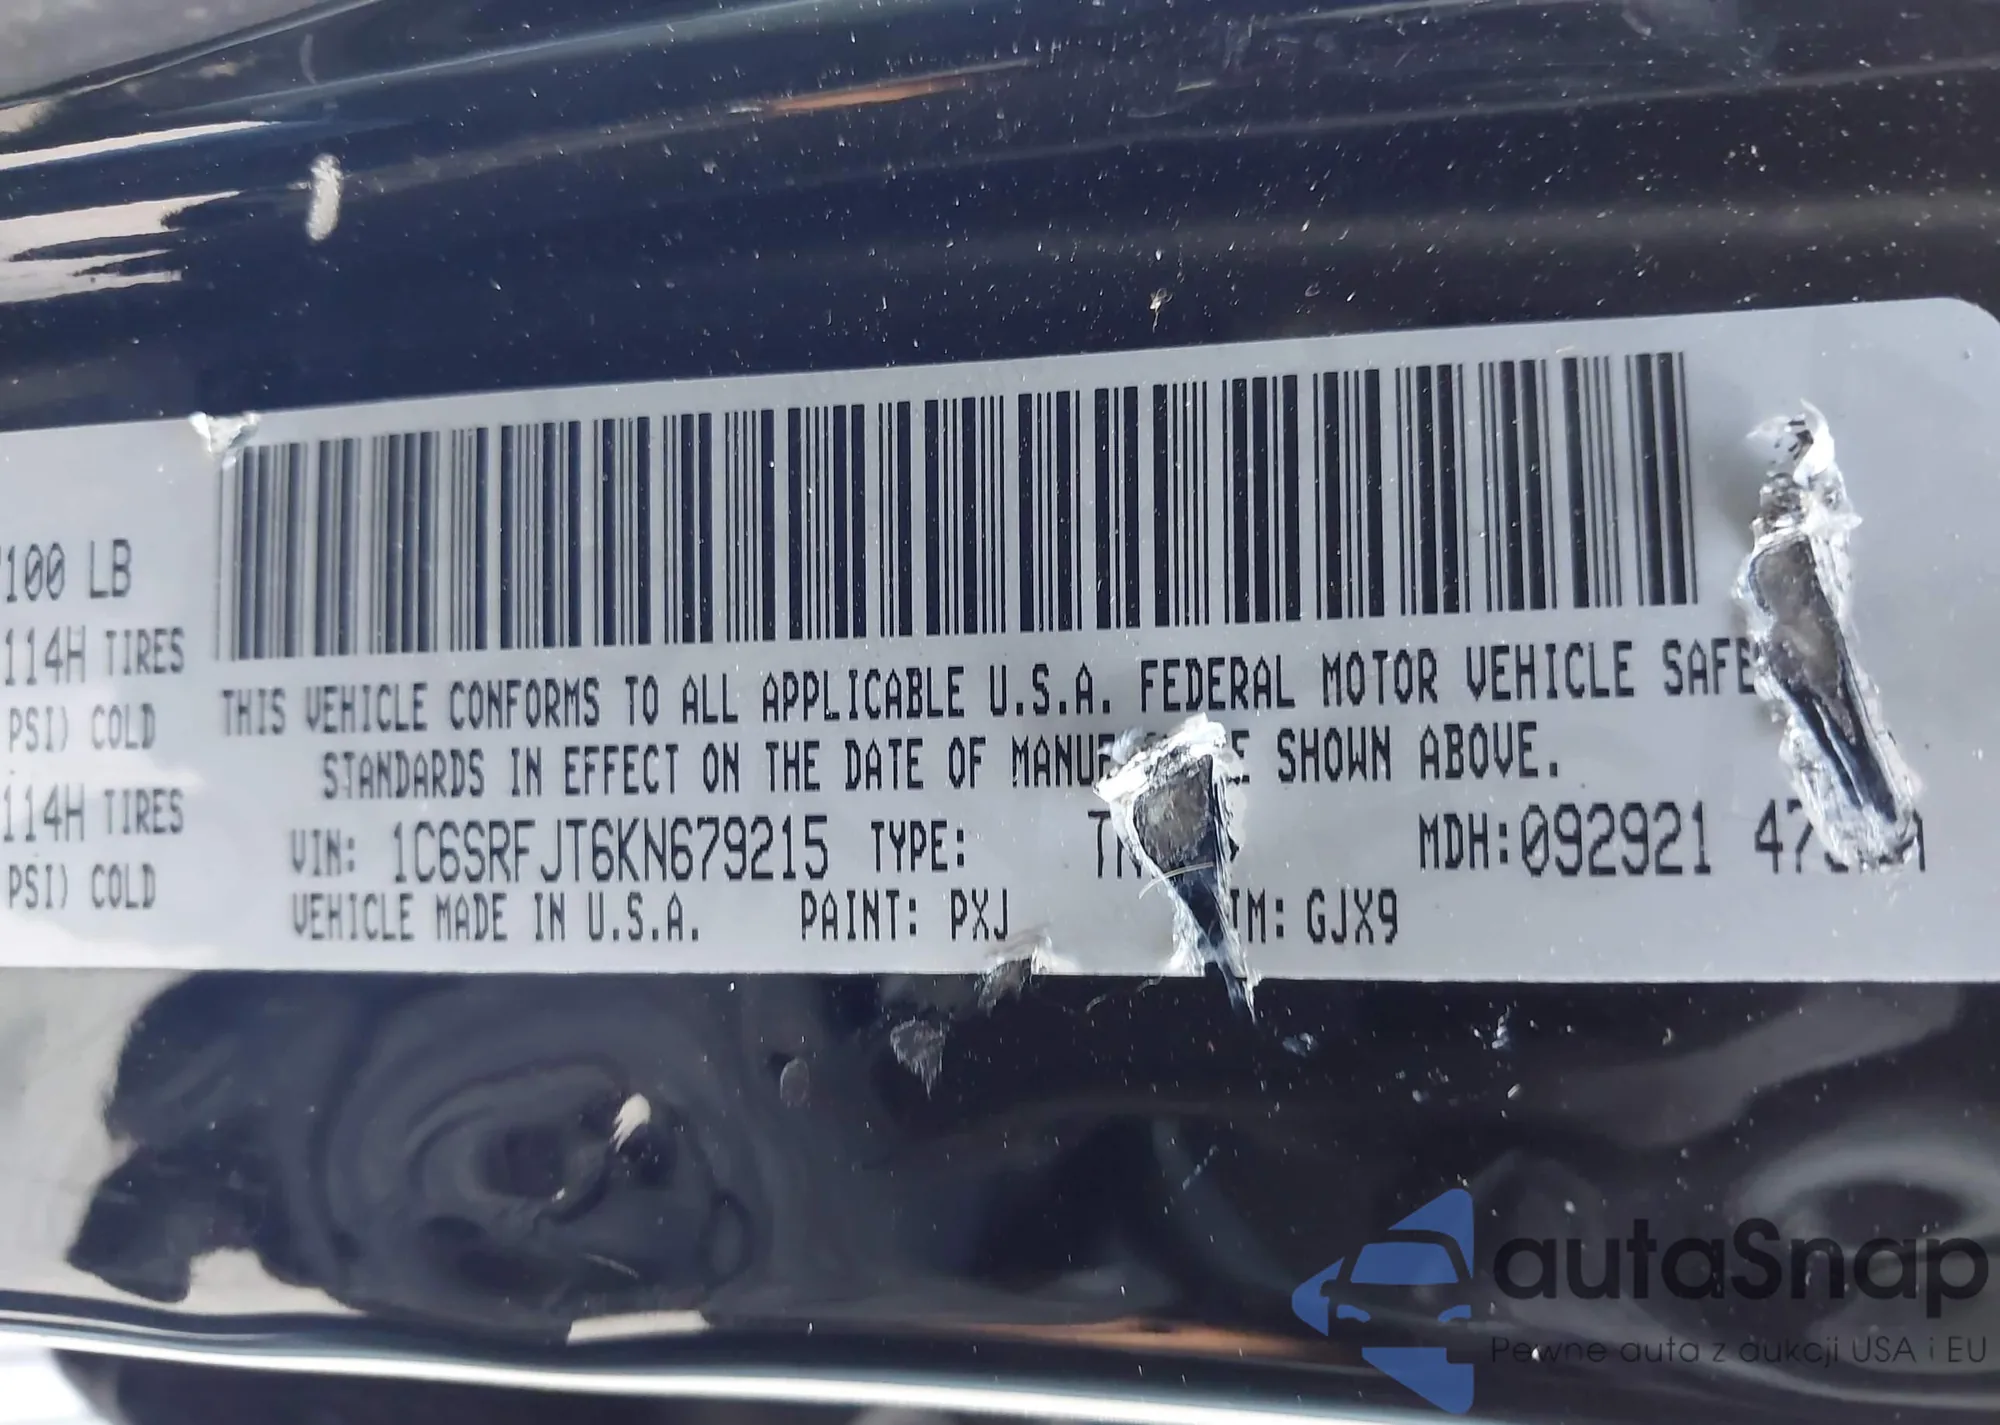 100 LB
114H TIRES
PSI) COLD
114H TIRES
PSI) COLD
THIS VEHICLE CONFORMS TO ALL APPLICABLE U.S.A. FEDERAL MOTOR VEHICLE
STANDARDS IN EFFECT ON THE DATE OF SHOWN ABOVE.
VIN: 1C6SRFJT6KN679215 TYPE: MDH:092921
VEHICLE MADE IN U.S.A. PAINT: PXJ GJX9
autaSnap
Pewne auta z aukcji USA i EU